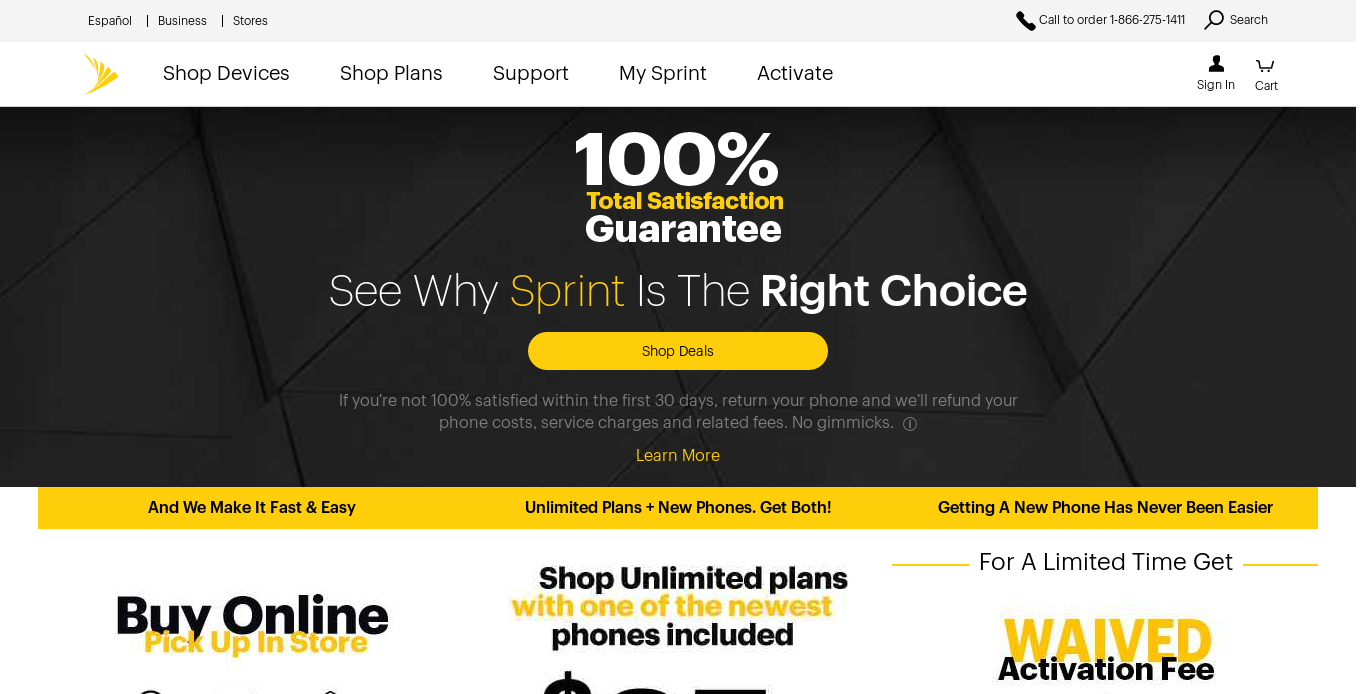 Español
Business
Stores
Call to order 1-866-275-1411
Search
Shop Devices
Shop Plans
Support
My Sprint
Activate
Sign In
Cart
100%
Total Satisfaction
Guarantee
See Why Sprint Is The Right Choice
Shop Deals
If you're not 100% satisfied within the first 30 days, return your phone and we'll refund your
phone costs, service charges and related fees. No gimmicks.
Learn More
And We Make It Fast & Easy
Unlimited Plans + New Phones. Get Both!
Getting A New Phone Has Never Been Easier
Buy Online
Pick Up In Store
Shop Unlimited plans
with one of the newest
phones included
For A Limited Time Get
WAIVED
Activation Fee